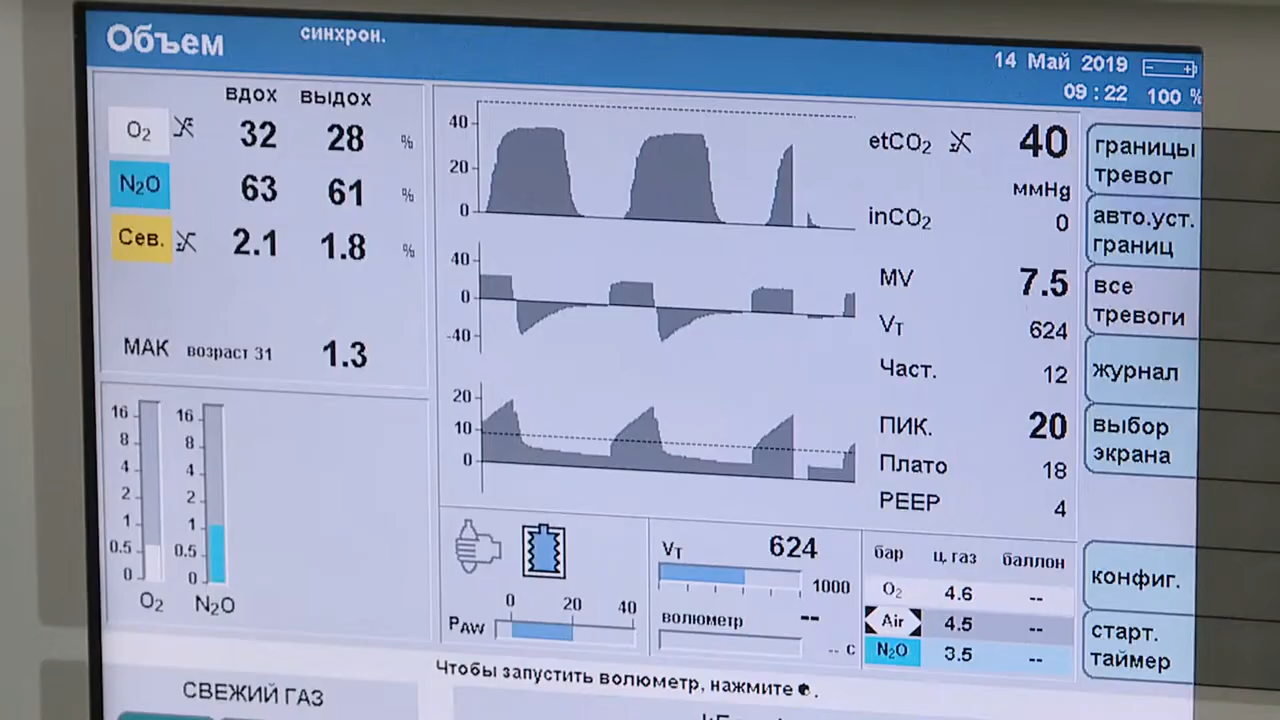 Объем
синхрон.
14 Май 2019
09 : 22
100 %
вдох выдох
O2 32 28 %
N2O 63 61 %
Сев. 2.1 1.8 %
МАК возраст 31 1.3
16 8 4 2 1 0.5 0
O2
16 8 4 2 1 0.5 0
N2O
40
20
0
40
0
-40
20
10
0
etCO2 40
ммHg
inCO2 0
MV 7.5
VT 624
Част. 12
ПИК. 20
Плато 18
PEEP 4
границы
тревог
авто.уст.
границ
все
тревоги
журнал
выбор
экрана
конфиг.
старт.
таймер
0 20 40
PAW
VT 624
1000
волюметр --
-- с
бар ц. газ баллон
O2 4.6 --
Air 4.5 --
N2O 3.5 --
Чтобы запустить волюметр, нажмите
СВЕЖИЙ ГАЗ